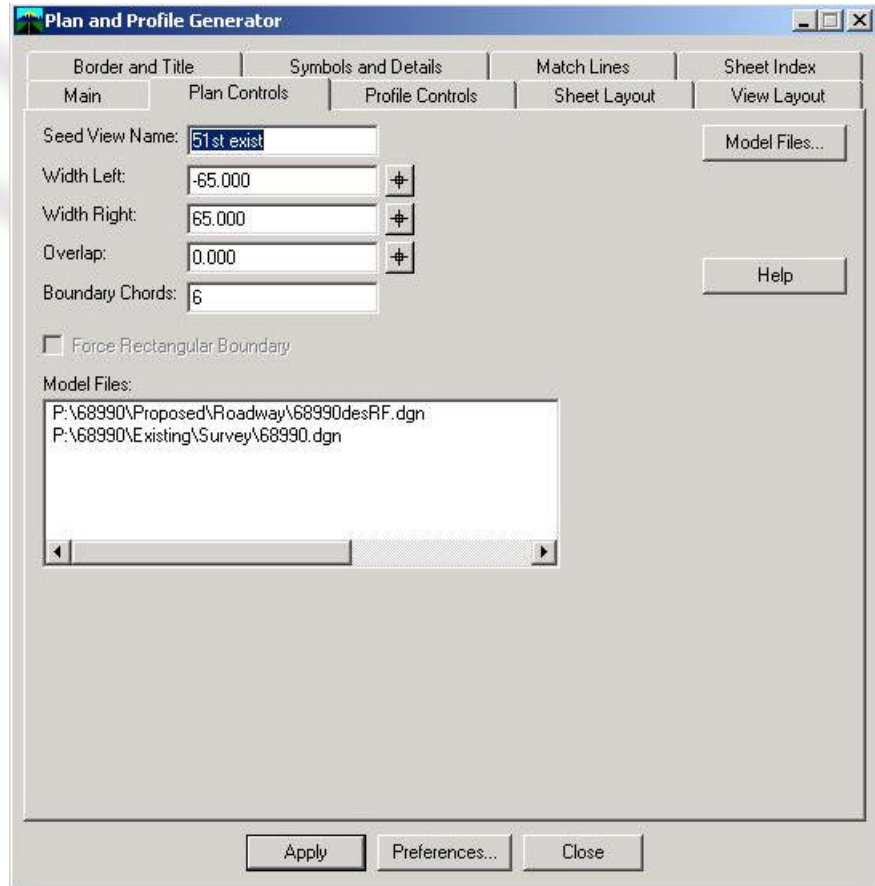 Plan and Profile Generator
Border and Title Symbols and Details Match Lines Sheet Index
Main Plan Controls Profile Controls Sheet Layout View Layout
Seed View Name: 51st exist Model Files...
Width Left: -65.000
Width Right: 65.000
Overlap: 0.000 Help
Boundary Chords: 6
Force Rectangular Boundary
Model Files:
P:\68990\Proposed\Roadway\68990desRF.dgn
P:\68990\Existing\Survey\68990.dgn
Apply Preferences... Close